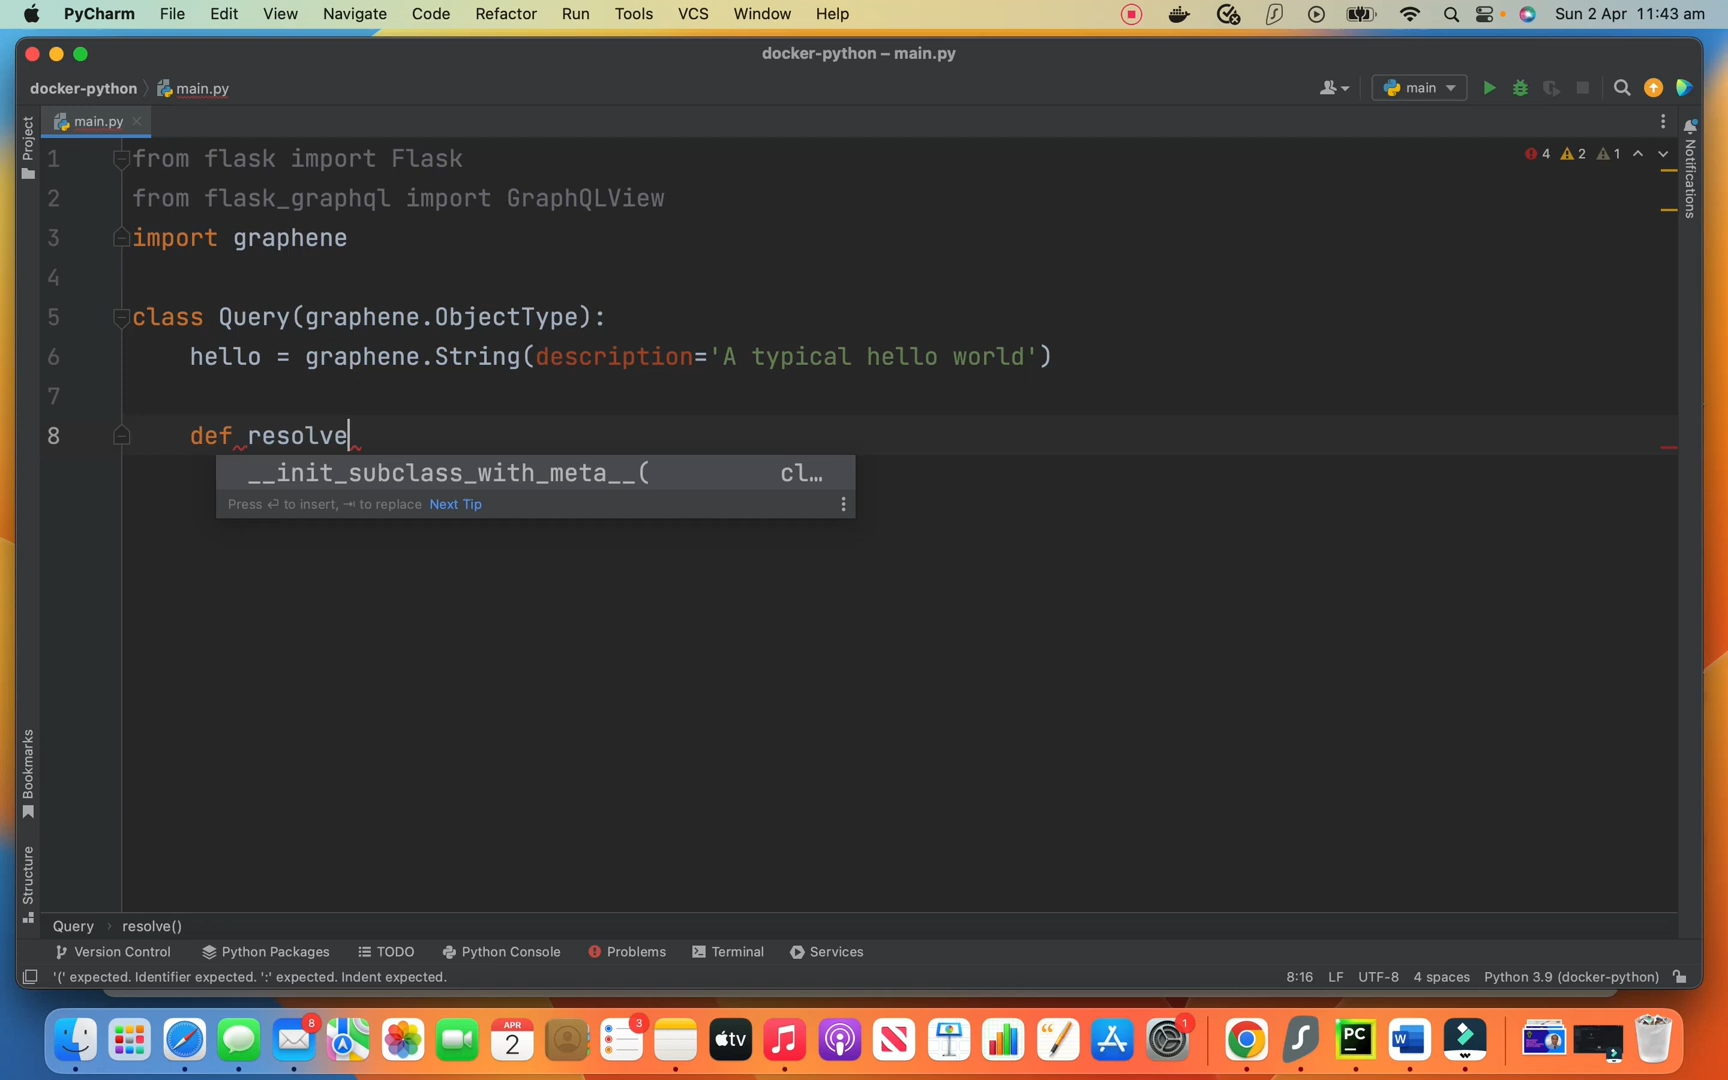 PyCharm File Edit View Navigate Code Refactor Run Tools VCS Window Help Sun 2 Apr 11:43 am
docker-python – main.py
docker-python main.py main
main.py
Project
Notifications
4 2 1
1 from flask import Flask
2 from flask_graphql import GraphQLView
3 import graphene
4
5 class Query(graphene.ObjectType):
6 hello = graphene.String(description='A typical hello world')
7
8 def resolve
__init_subclass_with_meta__( cl…
Press ⏎ to insert, ⇥ to replace Next Tip
Bookmarks
Structure
Query › resolve()
Version Control Python Packages TODO Python Console Problems Terminal Services
'(' expected. Identifier expected. ':' expected. Indent expected. 8:16 LF UTF-8 4 spaces Python 3.9 (docker-python)
8 APR 2 3 tv 1 PC W